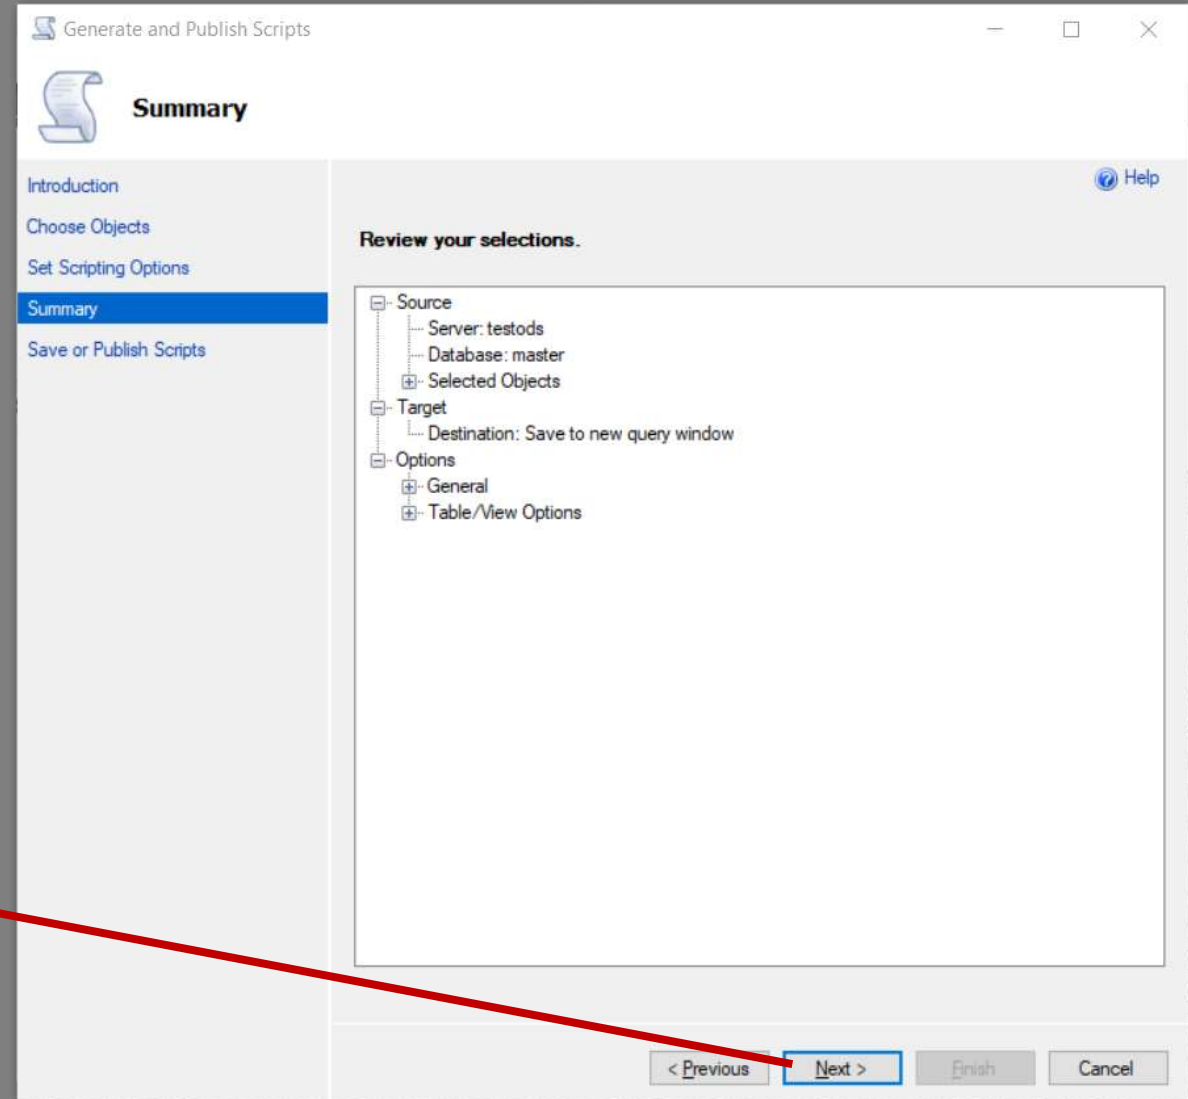 Generate and Publish Scripts
Summary
Introduction
Choose Objects
Set Scripting Options
Summary
Save or Publish Scripts
Help
Review your selections.
Source
Server: testods
Database: master
Selected Objects
Target
Destination: Save to new query window
Options
General
Table/View Options
< Previous
Next >
Finish
Cancel